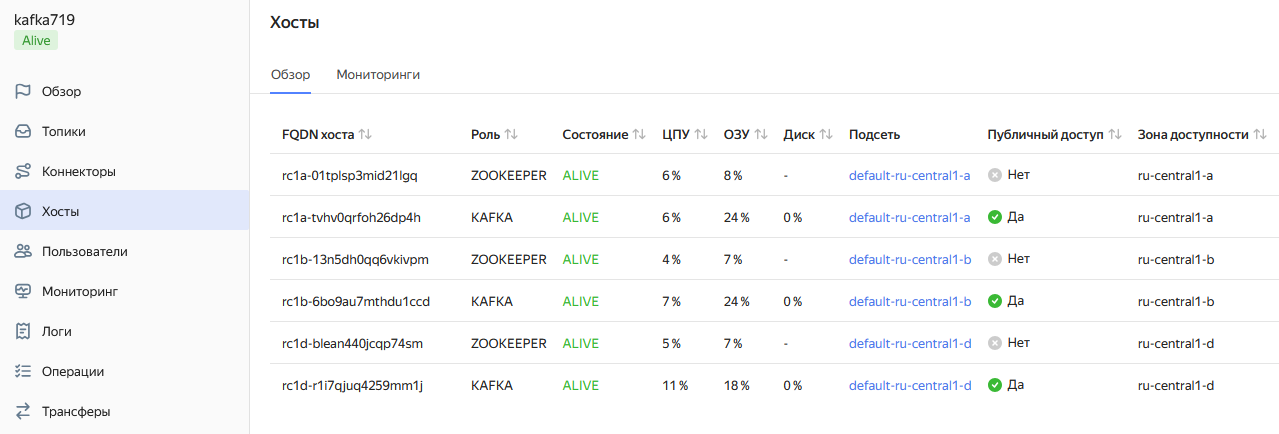 kafka719
Alive
Обзор
Топики
Коннекторы
Хосты
Пользователи
Мониторинг
Логи
Операции
Трансферы
Хосты
Обзор Мониторинги
FQDN хоста Роль Состояние ЦПУ ОЗУ Диск Подсеть Публичный доступ Зона доступности
rc1a-01tplsp3mid21lgq ZOOKEEPER ALIVE 6 % 8 % - default-ru-central1-a Нет ru-central1-a
rc1a-tvhv0qrfoh26dp4h KAFKA ALIVE 6 % 24 % 0 % default-ru-central1-a Да ru-central1-a
rc1b-13n5dh0qq6vkivpm ZOOKEEPER ALIVE 4 % 7 % - default-ru-central1-b Нет ru-central1-b
rc1b-6bo9au7mthdu1ccd KAFKA ALIVE 7 % 24 % 0 % default-ru-central1-b Да ru-central1-b
rc1d-blean440jcqp74sm ZOOKEEPER ALIVE 5 % 7 % - default-ru-central1-d Нет ru-central1-d
rc1d-r1i7qjuq4259mm1j KAFKA ALIVE 11 % 18 % 0 % default-ru-central1-d Да ru-central1-d